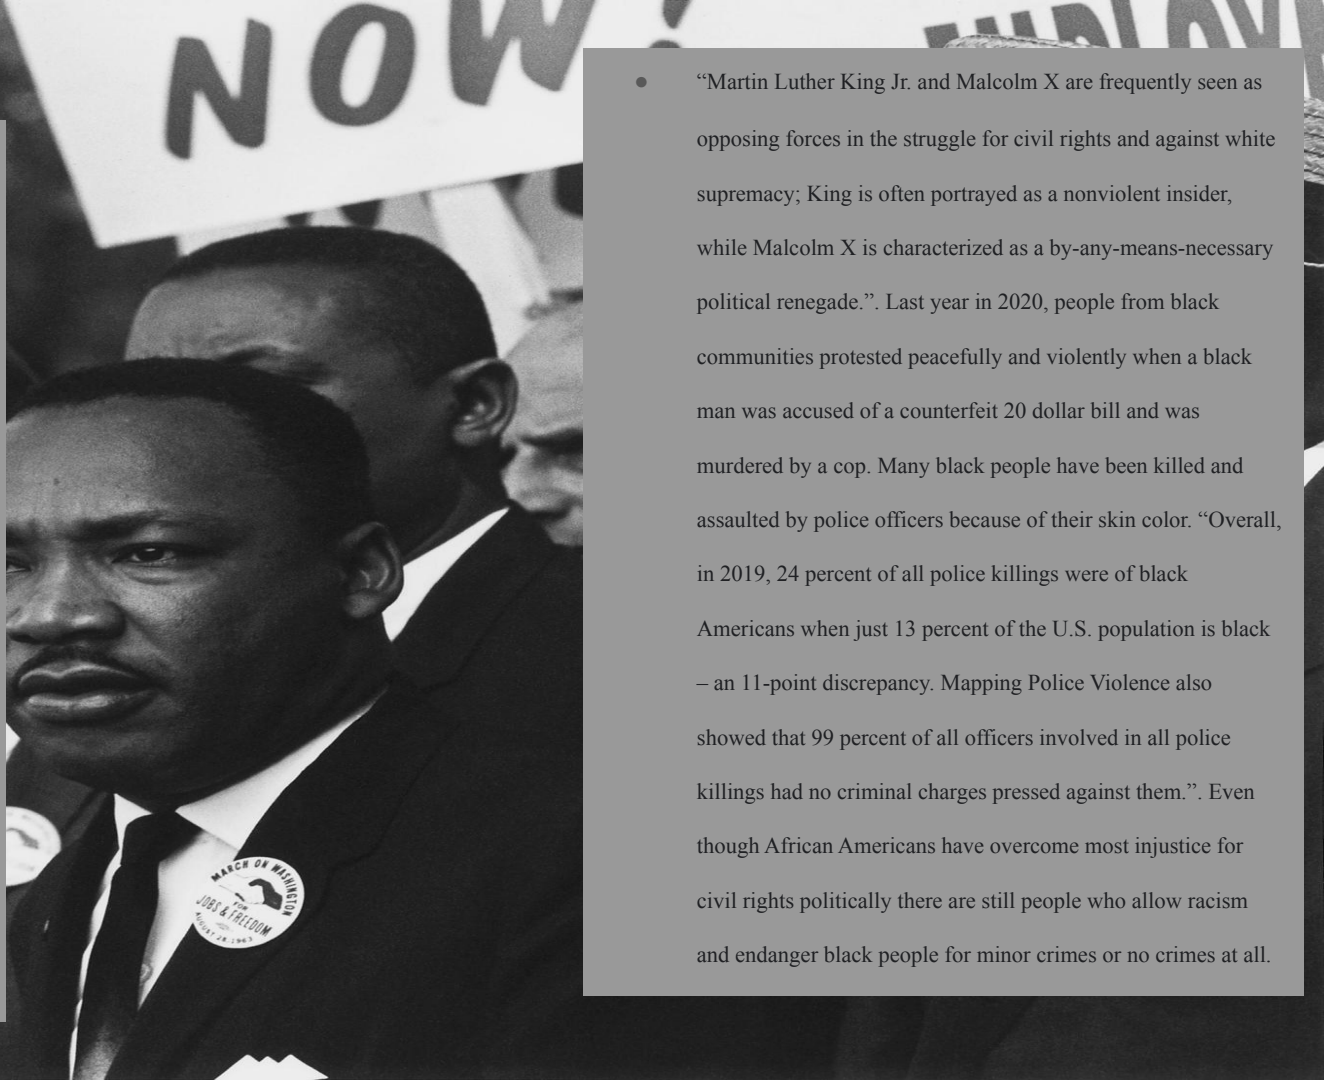 NOW!
EMPLOY
● “Martin Luther King Jr. and Malcolm X are frequently seen as
opposing forces in the struggle for civil rights and against white
supremacy; King is often portrayed as a nonviolent insider,
while Malcolm X is characterized as a by-any-means-necessary
political renegade.”. Last year in 2020, people from black
communities protested peacefully and violently when a black
man was accused of a counterfeit 20 dollar bill and was
murdered by a cop. Many black people have been killed and
assaulted by police officers because of their skin color. “Overall,
in 2019, 24 percent of all police killings were of black
Americans when just 13 percent of the U.S. population is black
– an 11-point discrepancy. Mapping Police Violence also
showed that 99 percent of all officers involved in all police
killings had no criminal charges pressed against them.”. Even
though African Americans have overcome most injustice for
civil rights politically there are still people who allow racism
and endanger black people for minor crimes or no crimes at all.
MARCH ON WASHINGTON
FOR
JOBS & FREEDOM
AUGUST 28, 1963